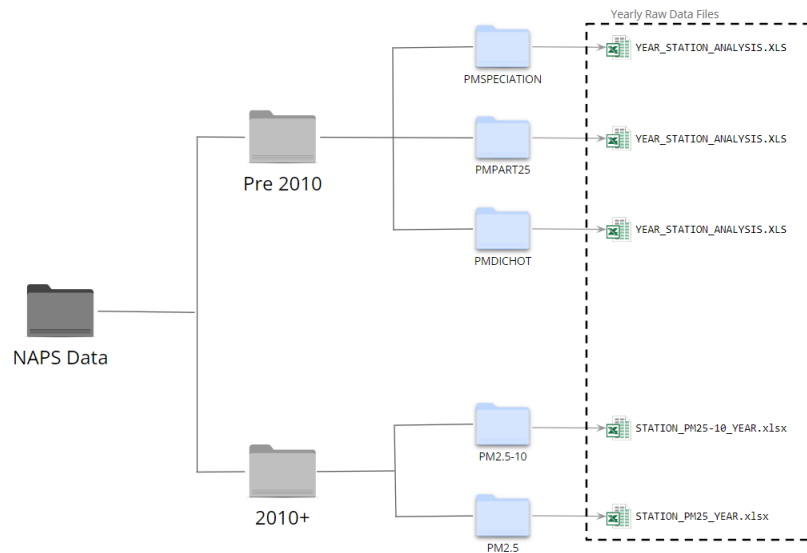 Yearly Raw Data Files
YEAR_STATION_ANALYSIS.XLS
PMSPECIATION
YEAR_STATION_ANALYSIS.XLS
PMPART25
Pre 2010
YEAR_STATION_ANALYSIS.XLS
PMDICHOT
NAPS Data
STATION_PM25-10_YEAR.xlsx
PM2.5-10
2010+
STATION_PM25_YEAR.xlsx
PM2.5